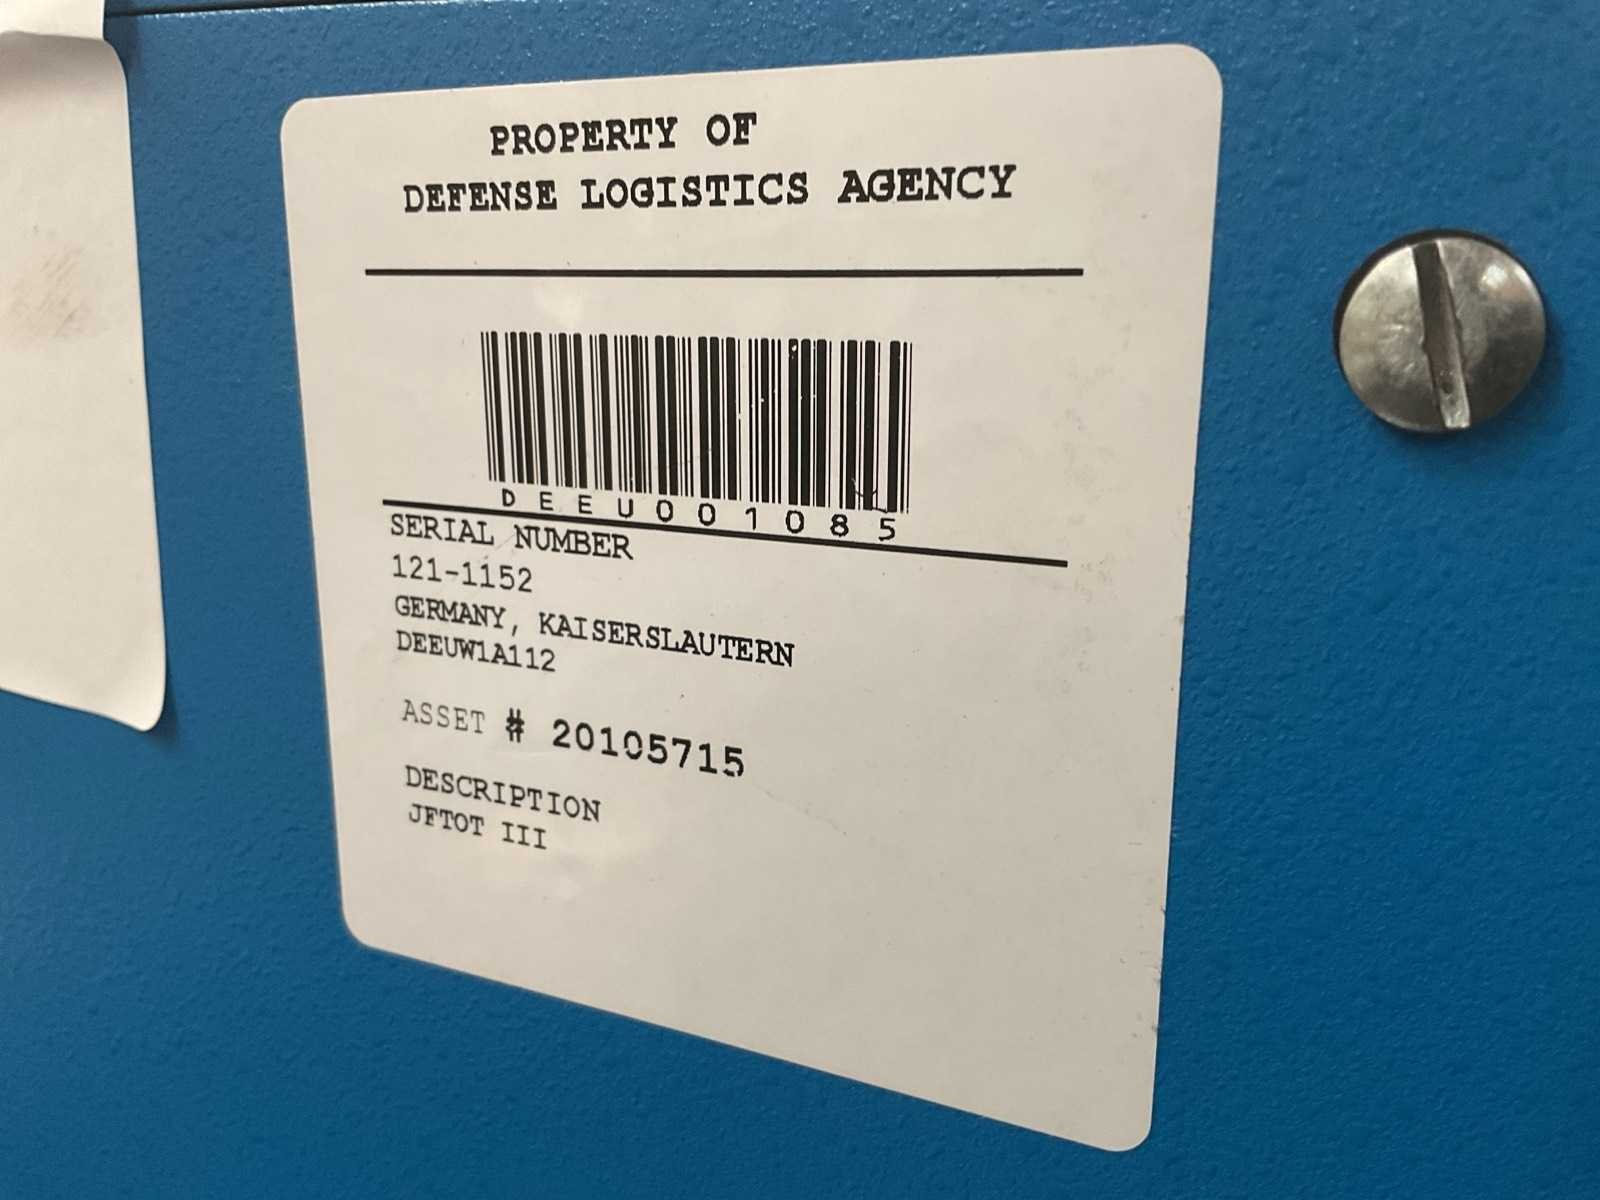 PROPERTY OF
DEFENSE LOGISTICS AGENCY
DEEU001085
SERIAL NUMBER
121-1152
GERMANY, KAISERSLAUTERN
DEEUW1A112
ASSET # 20105715
DESCRIPTION
JFTOT III